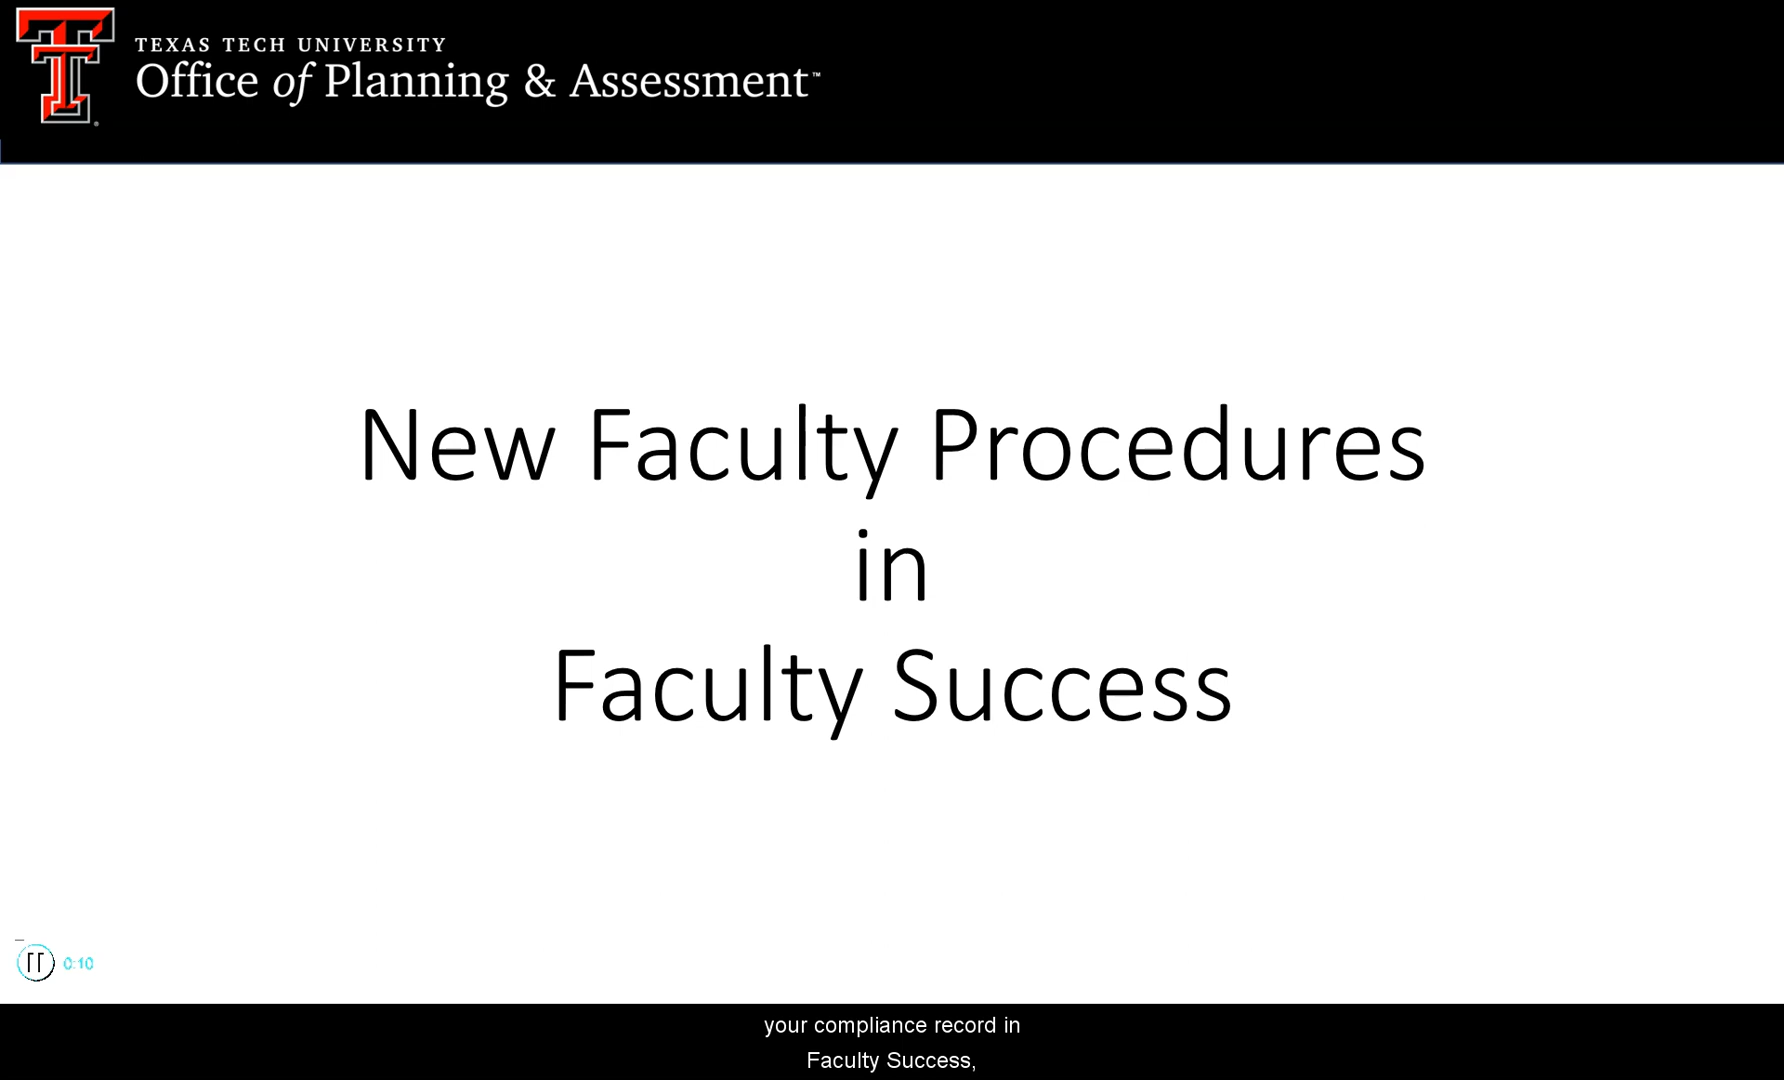 TEXAS TECH UNIVERSITY
Office of Planning & Assessment™
New Faculty Procedures
in
Faculty Success
0:10
your compliance record in
Faculty Success,